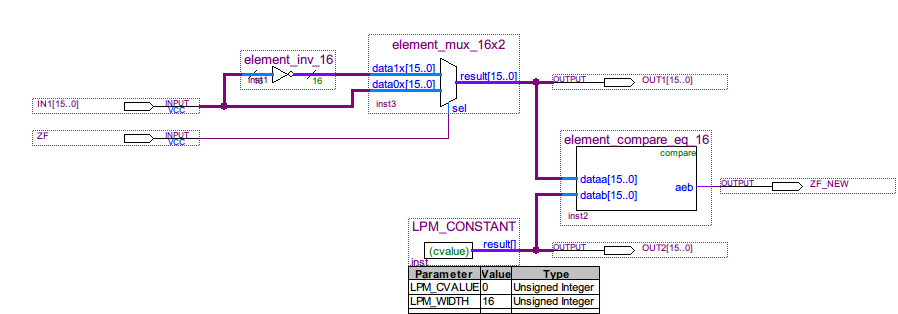 element_mux_16x2
element_inv_16
data1x[15..0]
inst1
16
16
result[15..0]
data0x[15..0]
OUTPUT
OUT1[15..0]
IN1[15..0]
INPUT
VCC
inst3
sel
ZF
INPUT
VCC
element_compare_eq_16
compare
dataa[15..0]
aeb
OUTPUT
ZF_NEW
datab[15..0]
inst2
LPM_CONSTANT
(cvalue)
result[]
OUTPUT
OUT2[15..0]
inst
Parameter Value Type
LPM_CVALUE 0 Unsigned Integer
LPM_WIDTH 16 Unsigned Integer